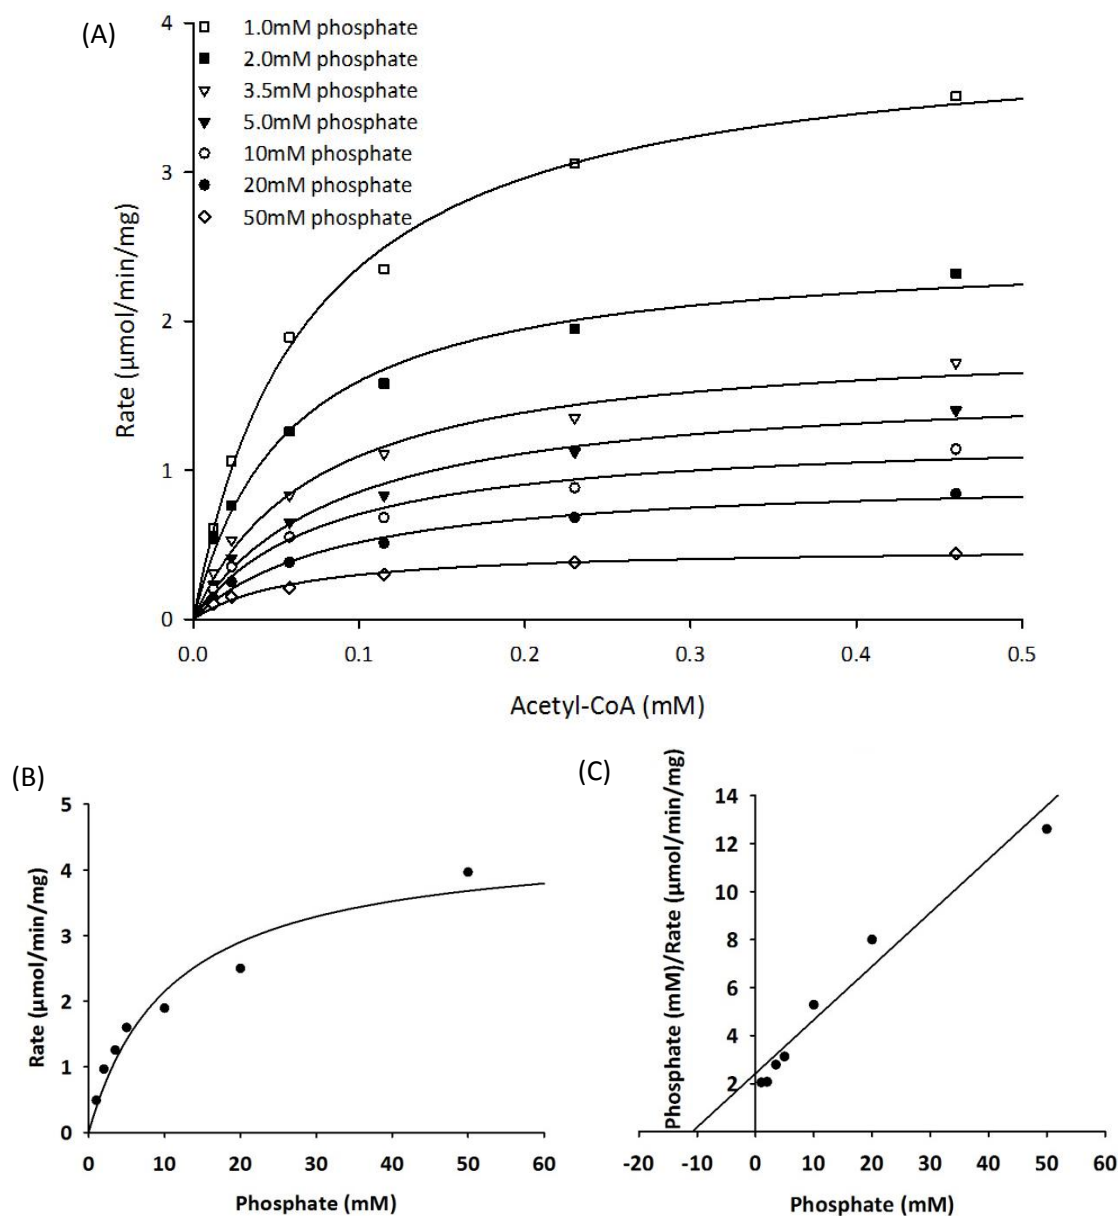 (A)
4
3
2
1
0
Rate (µmol/min/mg)
1.0mM phosphate
2.0mM phosphate
3.5mM phosphate
5.0mM phosphate
10mM phosphate
20mM phosphate
50mM phosphate
0.0 0.1 0.2 0.3 0.4 0.5
Acetyl-CoA (mM)
(B)
5
4
3
2
1
0
Rate (µmol/min/mg)
0 10 20 30 40 50 60
Phosphate (mM)
(C)
Phosphate (mM)/Rate (µmol/min/mg)
14
12
10
8
6
4
2
-20 -10 0 10 20 30 40 50 60
Phosphate (mM)